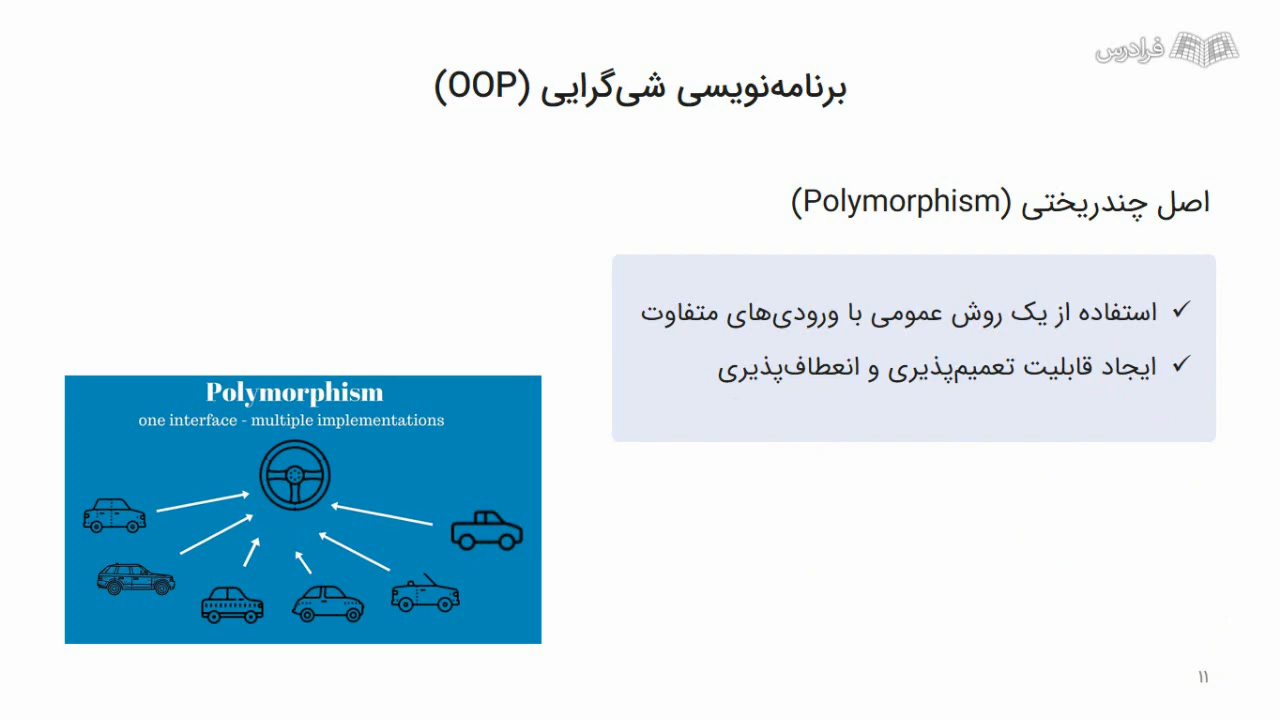 فرادرس
برنامه‌نویسی شی‌گرایی (OOP)
اصل چندریختی (Polymorphism)
✓ استفاده از یک روش عمومی با ورودی‌های متفاوت
✓ ایجاد قابلیت تعمیم‌پذیری و انعطاف‌پذیری
Polymorphism
one interface - multiple implementations
۱۱